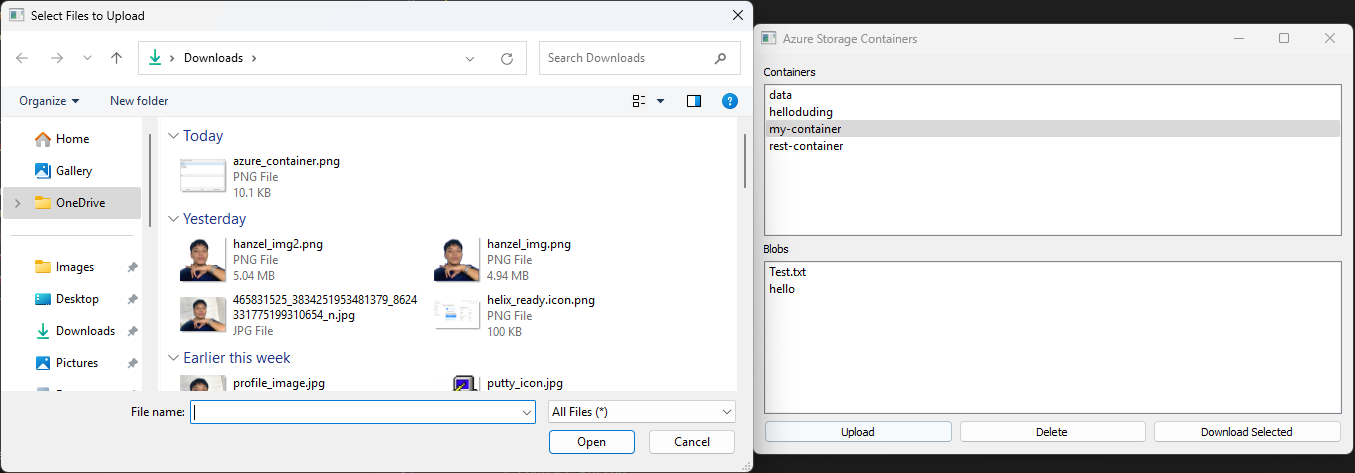 Select Files to Upload
Downloads
Search Downloads
Organize
New folder
Home
Gallery
OneDrive
Images
Desktop
Downloads
Pictures
Today
azure_container.png
PNG File
10.1 KB
Yesterday
hanzel_img2.png
PNG File
5.04 MB
hanzel_img.png
PNG File
4.94 MB
465831525_3834251953481379_8624
331775199310654_n.jpg
JPG File
helix_ready.icon.png
PNG File
100 KB
Earlier this week
profile_image.jpg
putty_icon.jpg
File name:
All Files (*)
Open
Cancel
Azure Storage Containers
Containers
data
helloduding
my-container
rest-container
Blobs
Test.txt
hello
Upload
Delete
Download Selected